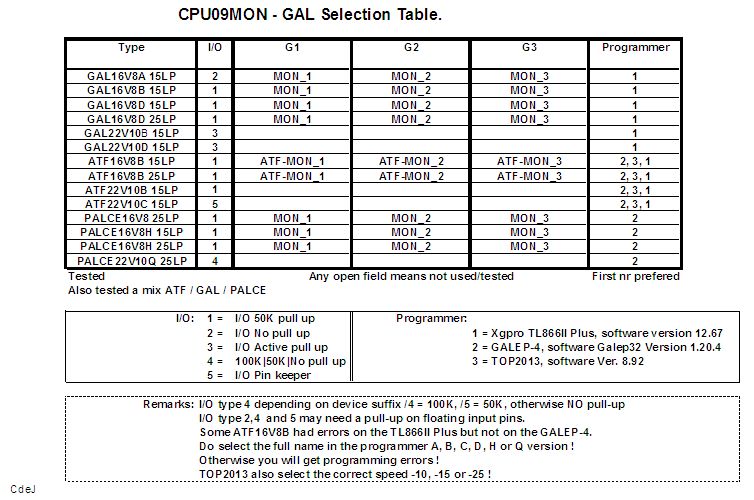 CPU09MON - GAL Selection Table.
Type I/O G1 G2 G3 Programmer
GAL16V8A 15LP 2 MON_1 MON_2 MON_3 1
GAL16V8B 15LP 1 MON_1 MON_2 MON_3 1
GAL16V8D 15LP 1 MON_1 MON_2 MON_3 1
GAL16V8D 25LP 1 MON_1 MON_2 MON_3 1
GAL22V10B 15LP 3 1
GAL22V10D 15LP 3 1
ATF16V8B 15LP 1 ATF-MON_1 ATF-MON_2 ATF-MON_3 2, 3, 1
ATF16V8B 25LP 1 ATF-MON_1 ATF-MON_2 ATF-MON_3 2, 3, 1
ATF22V10B 15LP 1 2, 3, 1
ATF22V10C 15LP 5 2, 3, 1
PALCE16V8 25LP 1 MON_1 MON_2 MON_3 2
PALCE16V8H 15LP 1 MON_1 MON_2 MON_3 2
PALCE16V8H 25LP 1 MON_1 MON_2 MON_3 2
PALCE22V10Q 25LP 4 2
Tested Any open field means not used/tested First nr prefered
Also tested a mix ATF / GAL / PALCE
I/O: 1 = I/O 50K pull up Programmer:
2 = I/O No pull up 1 = Xgpro TL866II Plus, software version 12.67
3 = I/O Active pull up 2 = GALEP-4, software Galep32 Version 1.20.4
4 = 100K|50K|No pull up 3 = TOP2013, software Ver. 8.92
5 = I/O Pin keeper
Remarks: I/O type 4 depending on device suffix /4 = 100K, /5 = 50K, otherwise NO pull-up
I/O type 2,4 and 5 may need a pull-up on floating input pins.
Some ATF16V8B had errors on the TL866II Plus but not on the GALEP-4.
Do select the full name in the programmer A, B, C, D, H or Q version !
Otherwise you will get programming errors !
TOP2013 also select the correct speed -10, -15 or -25 !
CdeJ